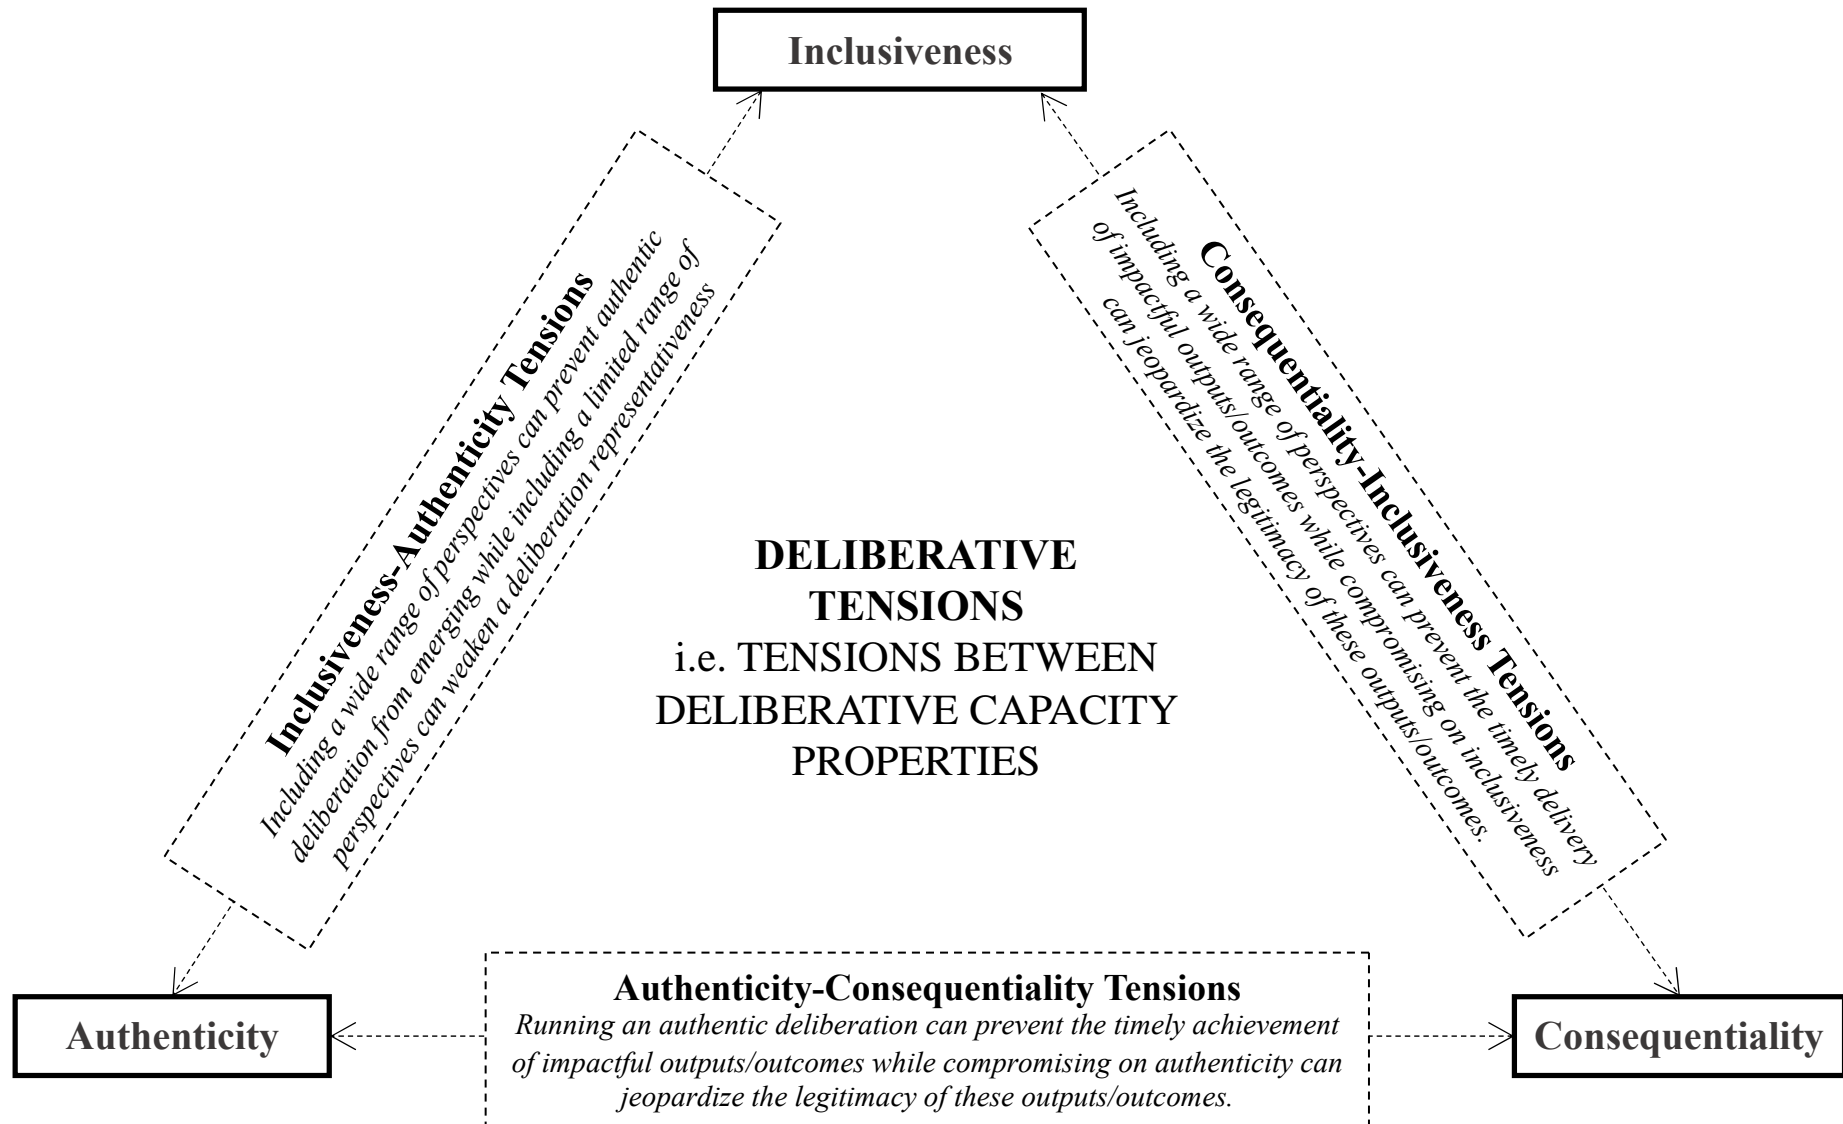 Inclusiveness
Inclusiveness-Authenticity Tensions
Including a wide range of perspectives can prevent authentic
deliberation from emerging while including a limited range of
perspectives can weaken a deliberation representativeness
Consequentiality-Inclusiveness Tensions
Including a wide range of perspectives can prevent the timely delivery
of impactful outputs/outcomes while compromising on inclusiveness
can jeopardize the legitimacy of these outputs/outcomes.
DELIBERATIVE
TENSIONS
i.e. TENSIONS BETWEEN
DELIBERATIVE CAPACITY
PROPERTIES
Authenticity
Authenticity-Consequentiality Tensions
Running an authentic deliberation can prevent the timely achievement
of impactful outputs/outcomes while compromising on authenticity can
jeopardize the legitimacy of these outputs/outcomes.
Consequentiality